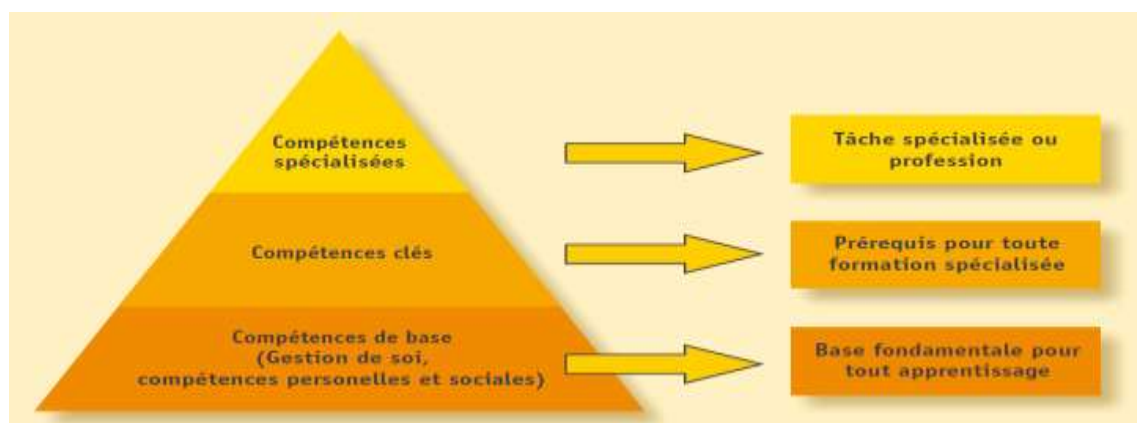 Compétences
spécialisées
Tâche spécialisée ou
profession
Compétences clés
Prérequis pour toute
formation spécialisée
Compétences de base
(Gestion de soi,
compétences personelles et sociales)
Base fondamentale pour
tout apprentissage